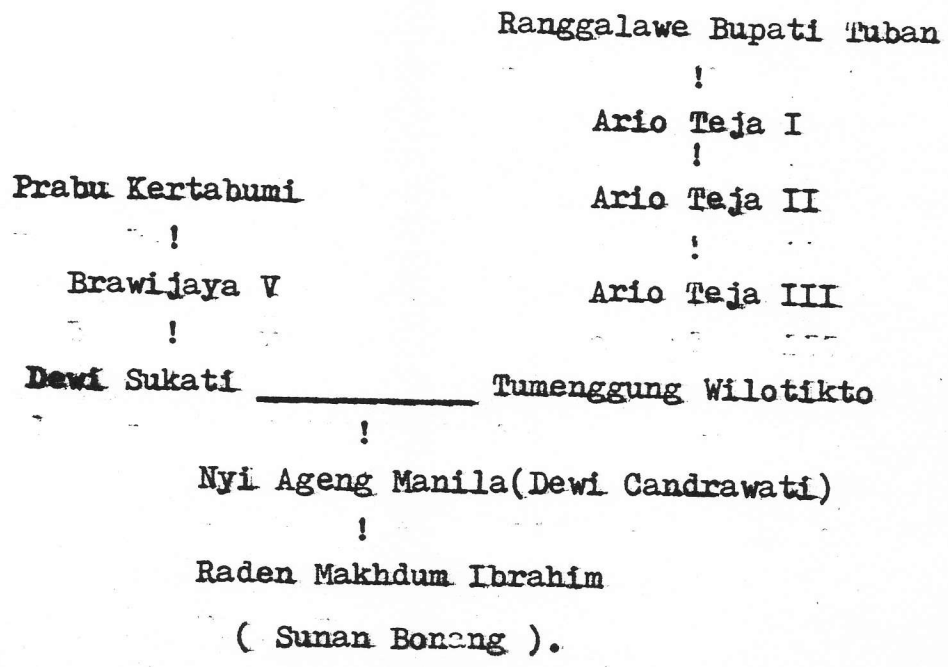 Ranggalawe Bupati Tuban
!
Ario Teja I
!
Prabu Kertabumi Ario Teja II
! !
Brawijaya V Ario Teja III
!
Dewi Sukati __________ Tumenggung Wilotikto
!
Nyi Ageng Manila(Dewi Candrawati)
!
Raden Makhdum Ibrahim
( Sunan Bonang ).